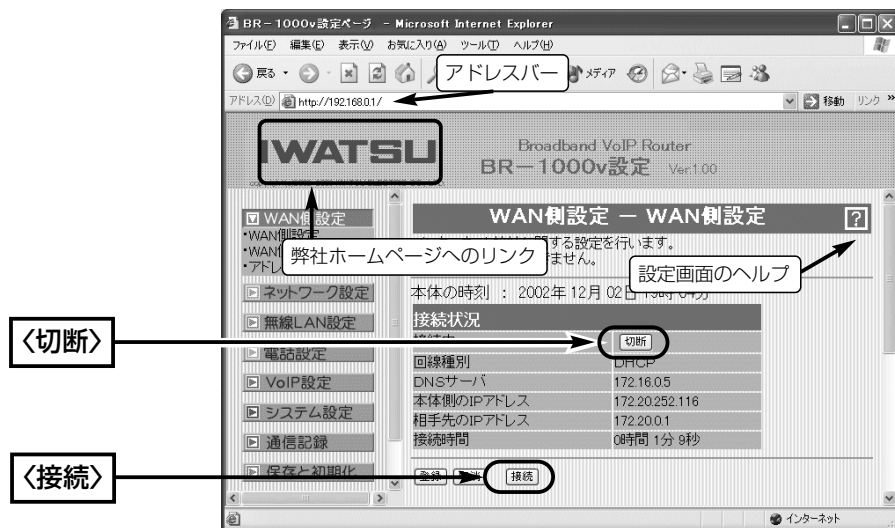 BR－1000v設定ページ - Microsoft Internet Explorer
ファイル(F) 編集(E) 表示(V) お気に入り(A) ツール(T) ヘルプ(H)
戻る
メディア
アドレスバー
アドレス(D) http://192.168.0.1/
移動 リンク »
IWATSU
Broadband VoIP Router
BR－1000v設定 Ver.1.00
WAN側設定
WAN側設定 － WAN側設定 ?
・WAN側設定
・WAN
・アドレ
する設定を行います。
せん。
弊社ホームページへのリンク
設定画面のヘルプ
本体の時刻 : 2002年 12月 02日 19時 04分
ネットワーク設定
無線LAN設定
電話設定
VoIP設定
システム設定
通信記録
保存と初期化
接続状況
接続中 切断
〈切断〉
回線種別 DHCP
DNSサーバ 172.16.0.5
本体側のIPアドレス 172.20.252.116
相手先のIPアドレス 172.20.0.1
接続時間 0時間 1分 9秒
〈接続〉
登録 取消 接続
インターネット